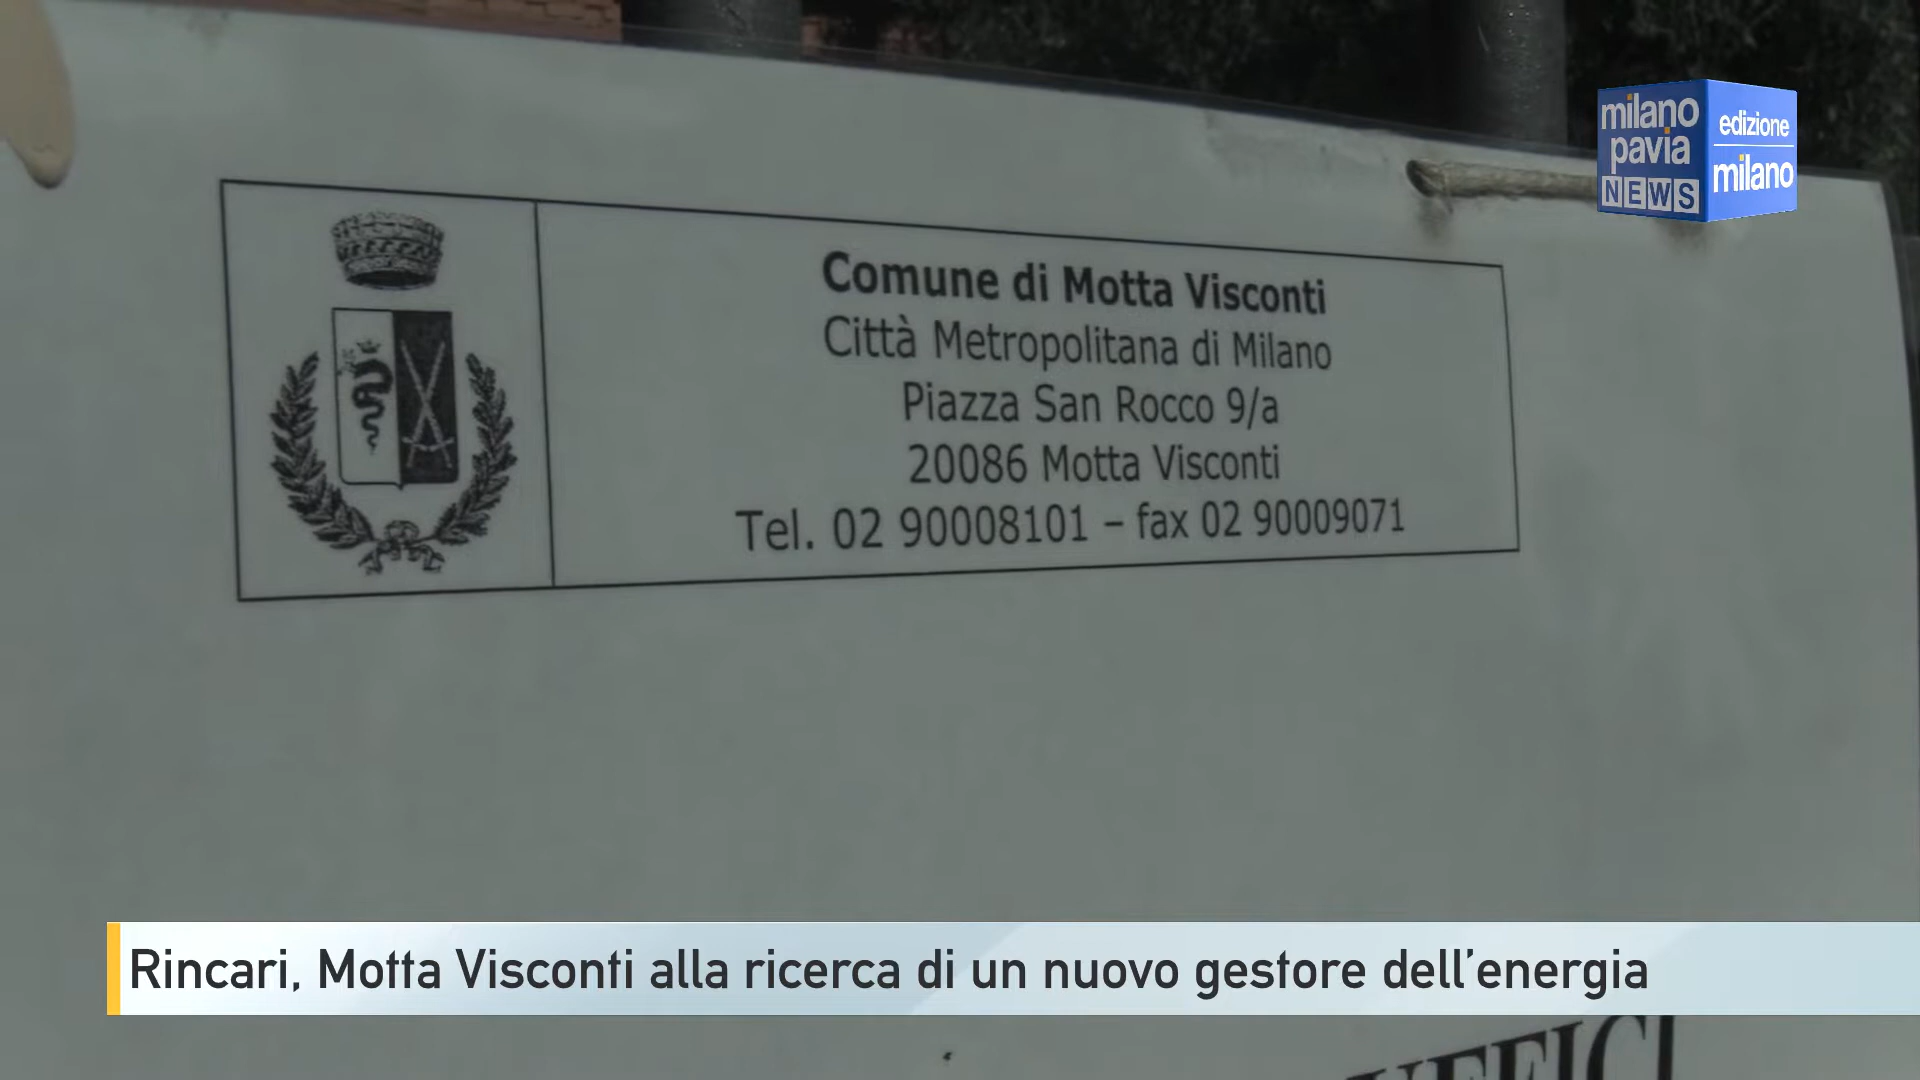 milano
pavia
NEWS
edizione
milano
Comune di Motta Visconti
Città Metropolitana di Milano
Piazza San Rocco 9/a
20086 Motta Visconti
Tel. 02 90008101 – fax 02 90009071
Rincari, Motta Visconti alla ricerca di un nuovo gestore dell'energia
UFFICI